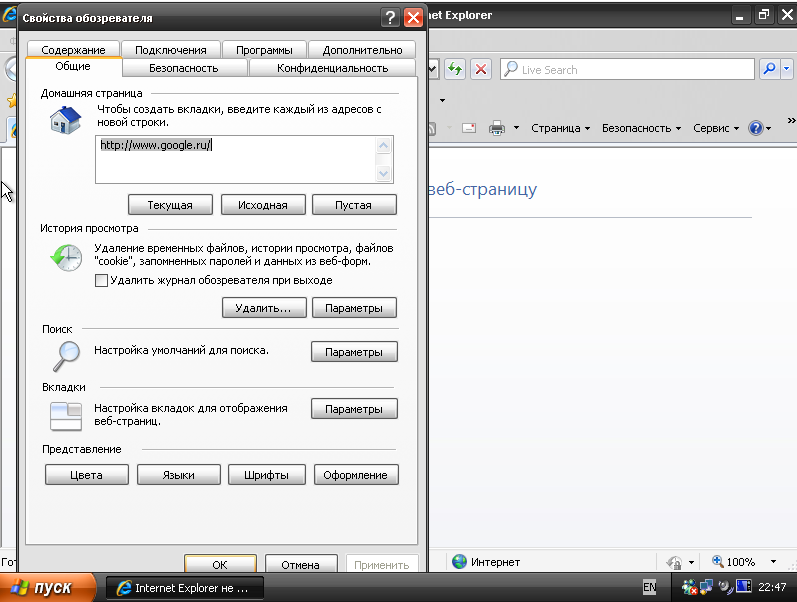 Свойства обозревателя
net Explorer
Содержание
Подключения
Программы
Дополнительно
Общие
Безопасность
Конфиденциальность
Live Search
Домашняя страница
Чтобы создать вкладки, введите каждый из адресов с
новой строки.
http://www.google.ru/
Текущая
Исходная
Пустая
Страница
Безопасность
Сервис
веб-страницу
История просмотра
Удаление временных файлов, истории просмотра, файлов
"cookie", запомненных паролей и данных из веб-форм.
Удалить журнал обозревателя при выходе
Удалить...
Параметры
Поиск
Настройка умолчаний для поиска.
Параметры
Вкладки
Настройка вкладок для отображения
веб-страниц.
Параметры
Представление
Цвета
Языки
Шрифты
Оформление
OK
Отмена
Применить
Гот
Интернет
100%
пуск
Internet Explorer не ...
EN
22:47